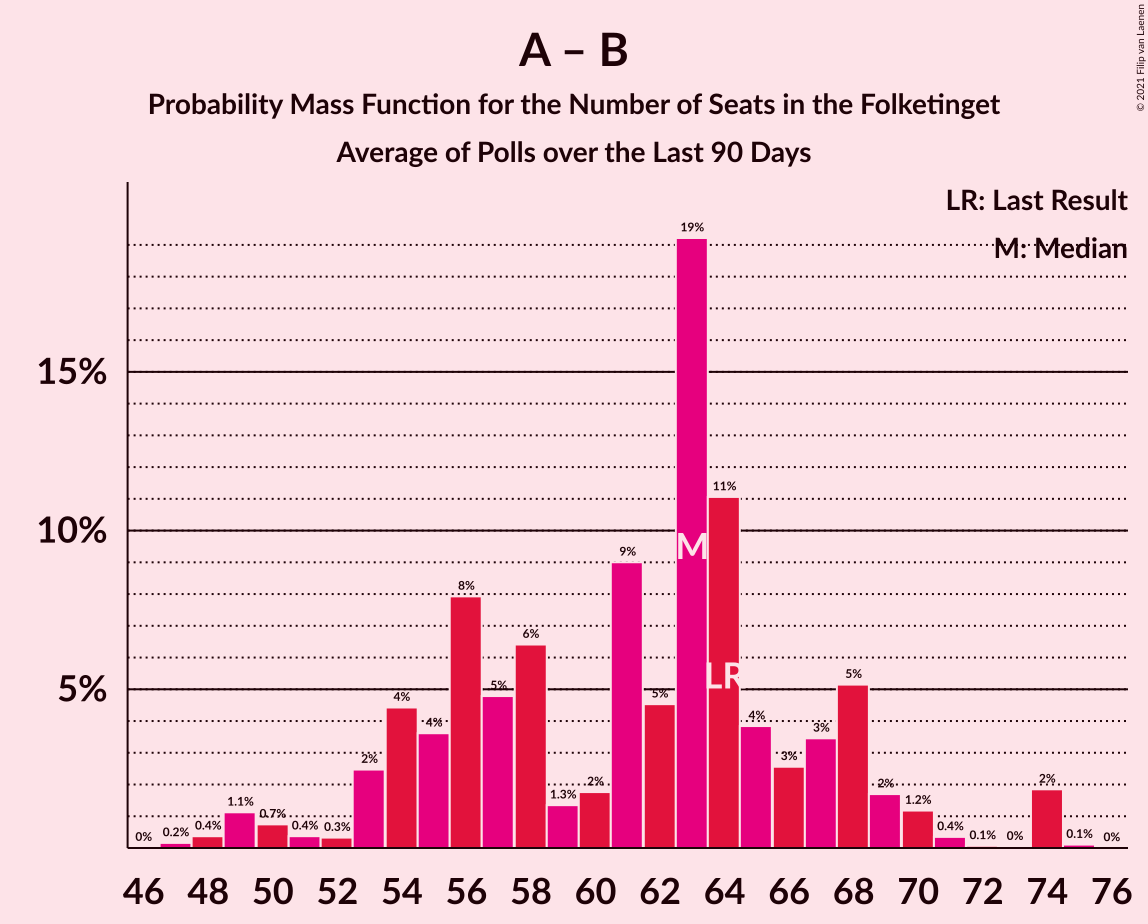 A – B
Probability Mass Function for the Number of Seats in the Folketinget
Average of Polls over the Last 90 Days
© 2021 Filip van Laenen
LR: Last Result
M: Median
15%
10%
5%
0% 0.2% 0.4% 1.1% 0.7% 0.4% 0.3% 2% 4% 4% 8% 5% 6% 1.3% 2% 9% 5% 19% 11% 4% 3% 3% 5% 2% 1.2% 0.4% 0.1% 0% 2% 0.1% 0%
M
LR
46 48 50 52 54 56 58 60 62 64 66 68 70 72 74 76